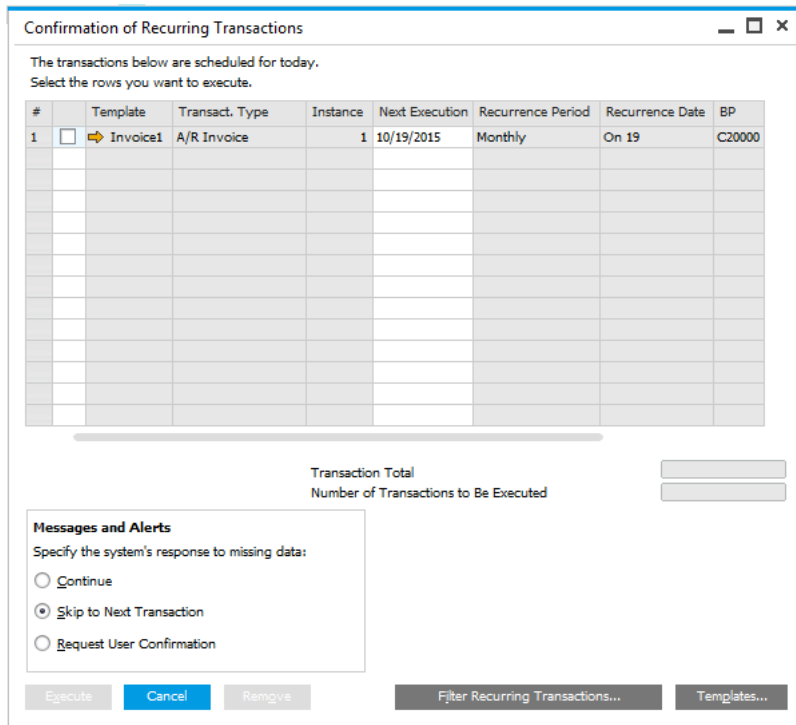 Confirmation of Recurring Transactions
The transactions below are scheduled for today.
Select the rows you want to execute.
# Template Transact. Type Instance Next Execution Recurrence Period Recurrence Date BP
1 Invoice1 A/R Invoice 1 10/19/2015 Monthly On 19 C20000
Transaction Total
Number of Transactions to Be Executed
Messages and Alerts
Specify the system's response to missing data:
Continue
Skip to Next Transaction
Request User Confirmation
Execute Cancel Remove Filter Recurring Transactions... Templates...